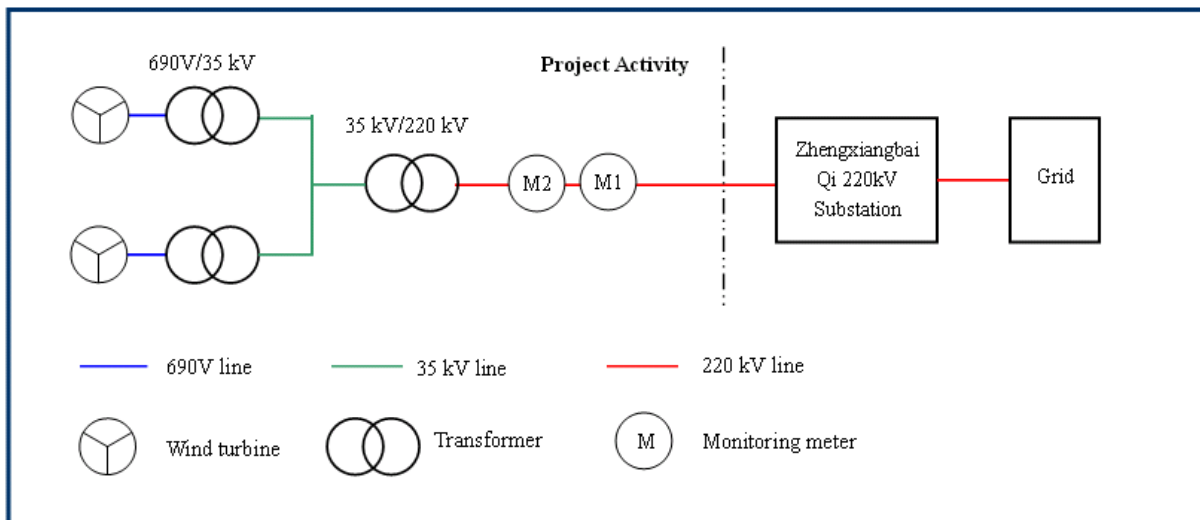 690V/35 kV
Project Activity
35 kV/220 kV
M2
M1
Zhengxiangbai
Qi 220kV
Substation
Grid
690V line
35 kV line
220 kV line
Wind turbine
Transformer
M
Monitoring meter